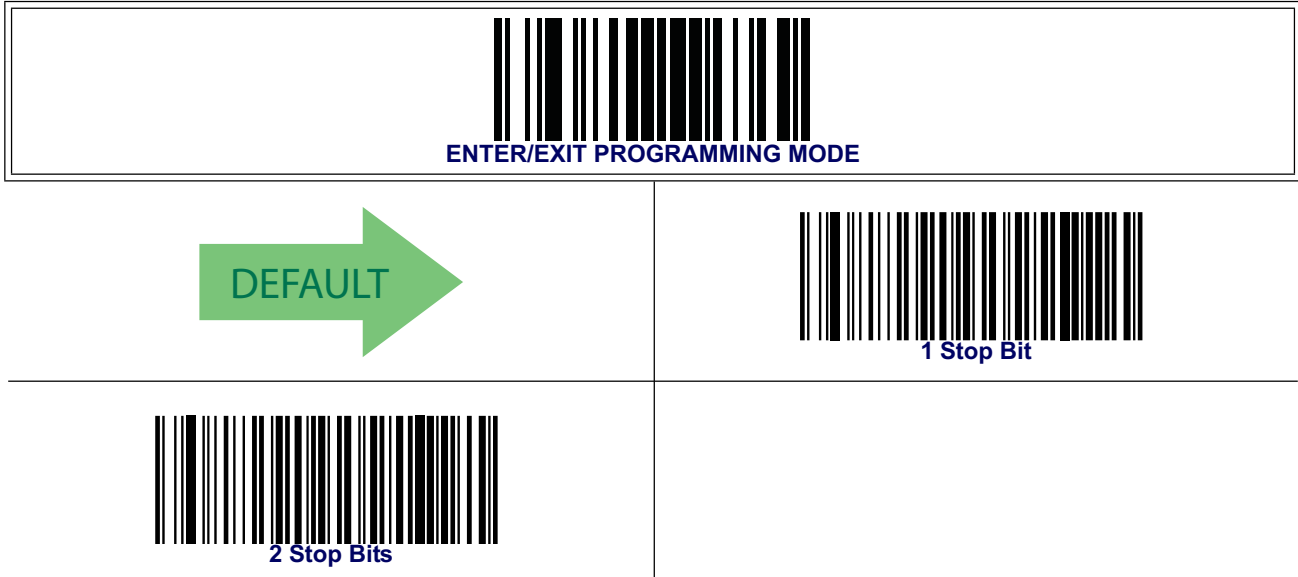 ENTER/EXIT PROGRAMMING MODE
DEFAULT
1 Stop Bit
2 Stop Bits